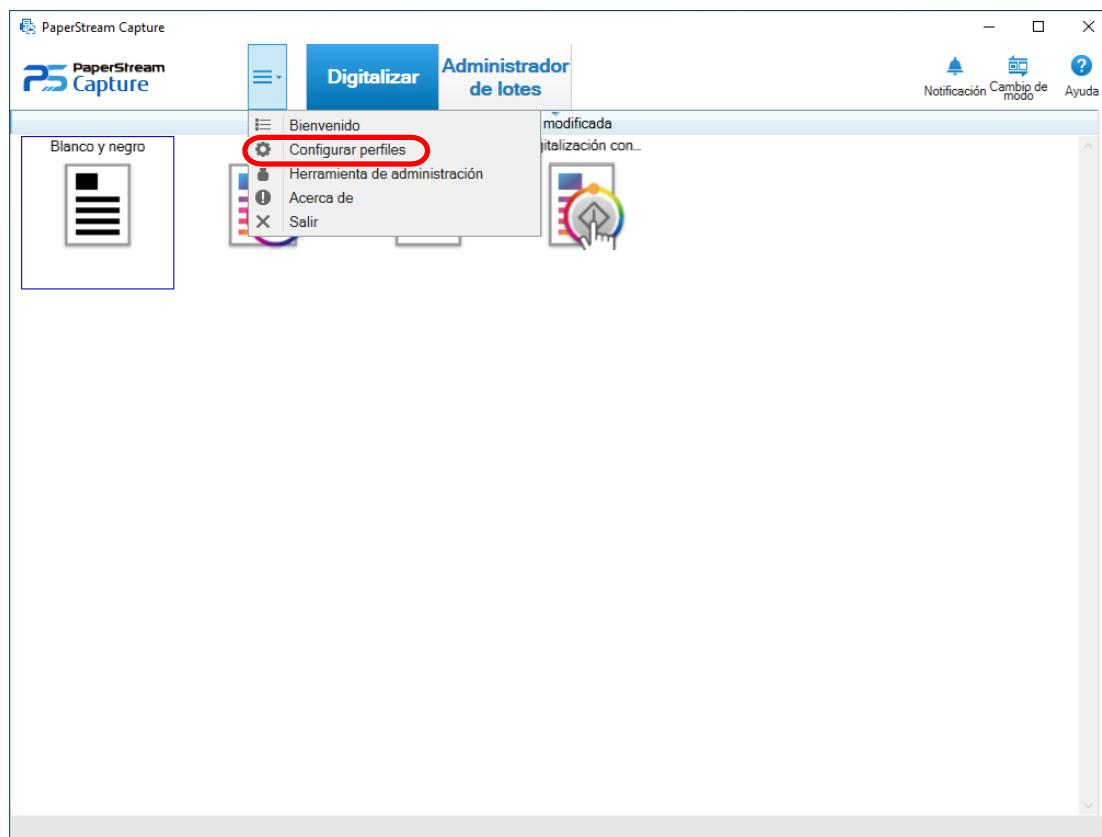 PaperStream Capture
PaperStream
Capture
Digitalizar
Administrador
de lotes
Notificación
Cambio de
modo
Ayuda
Bienvenido
Configurar perfiles
Herramienta de administración
Acerca de
Salir
modificada
Blanco y negro
italización con...